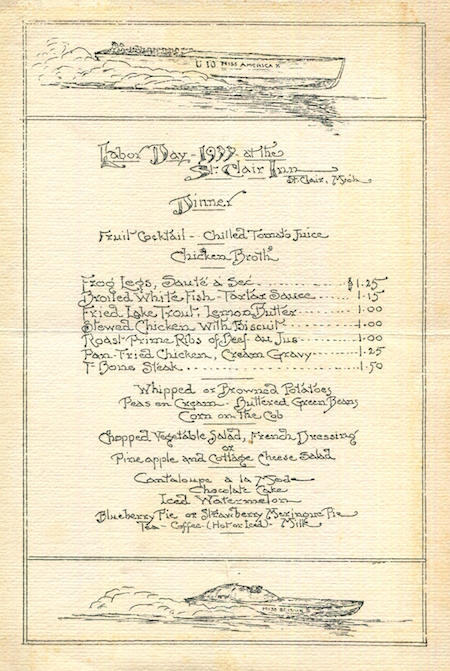 U 10 MISS AMERICA X
Labor Day - 1933 at the
St. Clair Inn
St. Clair, Mich
Dinner
Fruit Cocktail - Chilled Tomato Juice
Chicken Broth
Frog Legs, Sauté a Sec ---------- $1.25
Broiled White Fish - Tartar Sauce ----- 1.15
Fried Lake Trout, Lemon Butter -------- 1.00
Stewed Chicken With Biscuit ---------- 1.00
Roast Prime Ribs of Beef au Jus ------- 1.00
Pan-Fried Chicken, Cream Gravy ------ 1.25
T-Bone Steak ---------------- 1.50
Whipped or Browned Potatoes
Peas en Cream - Buttered Green Beans
Corn on the Cob
Chopped Vegetable Salad, French Dressing
or
Pineapple and Cottage Cheese Salad
Cantaloupe a la Mode
Chocolate Cake
Iced Watermelon
Blueberry Pie or Strawberry Meringue Pie
Tea - Coffee - (Hot or Iced) - Milk
MISS